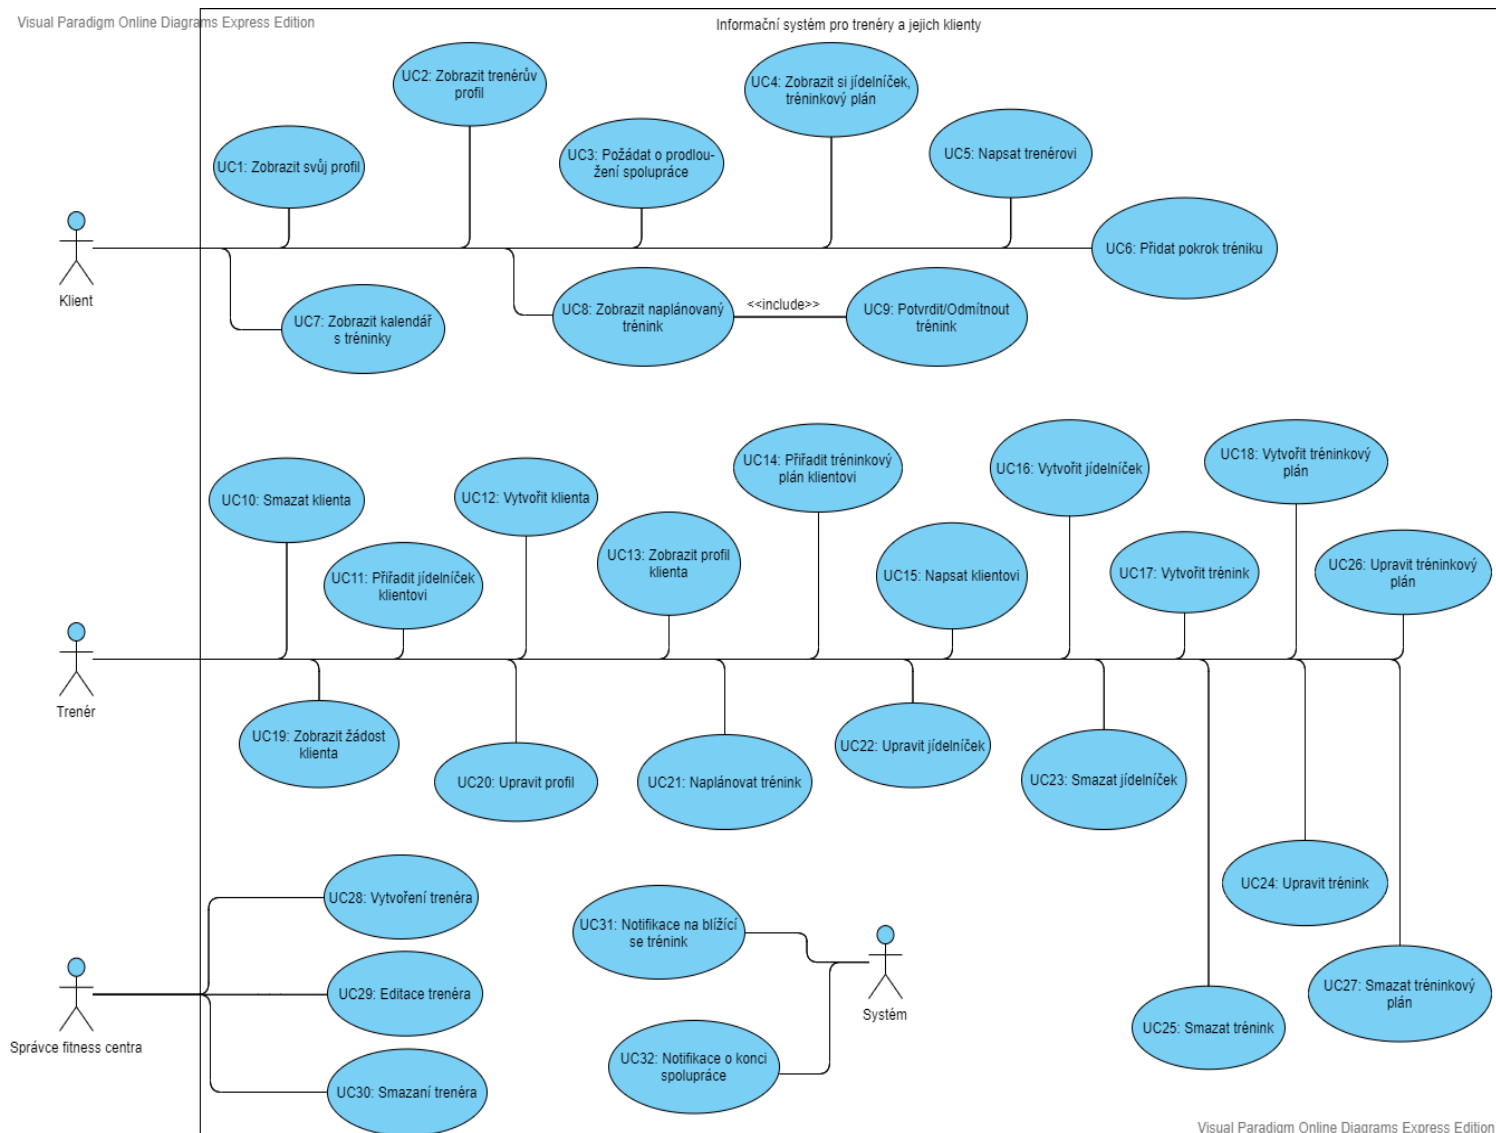 Visual Paradigm Online Diagrams Express Edition
Informační systém pro trenéry a jejich klienty
UC2: Zobrazit trenérův
profil
UC4: Zobrazit si jídelníček,
tréninkový plán
UC1: Zobrazit svůj profil
UC3: Požádat o prodlou-
žení spolupráce
UC5: Napsat trenérovi
UC6: Přidat pokrok tréniku
Klient
UC7: Zobrazit kalendář
s tréninky
UC8: Zobrazit naplánovaný
trénink
<<include>>
UC9: Potvrdit/Odmítnout
trénink
UC10: Smazat klienta
UC11: Přiřadit jídelníček
klientovi
UC12: Vytvořit klienta
UC13: Zobrazit profil
klienta
UC14: Přiřadit tréninkový
plán klientovi
UC15: Napsat klientovi
UC16: Vytvořit jídelníček
UC17: Vytvořit trénink
UC18: Vytvořit tréninkový
plán
UC26: Upravit tréninkový
plán
Trenér
UC19: Zobrazit žádost
klienta
UC20: Upravit profil
UC21: Naplánovat trénink
UC22: Upravit jídelníček
UC23: Smazat jídelníček
UC24: Upravit trénink
UC25: Smazat trénink
UC27: Smazat tréninkový
plán
UC28: Vytvoření trenéra
UC29: Editace trenéra
UC30: Smazaní trenéra
Správce fitness centra
UC31: Notifikace na blížící
se trénink
UC32: Notifikace o konci
spolupráce
Systém
Visual Paradigm Online Diagrams Express Edition